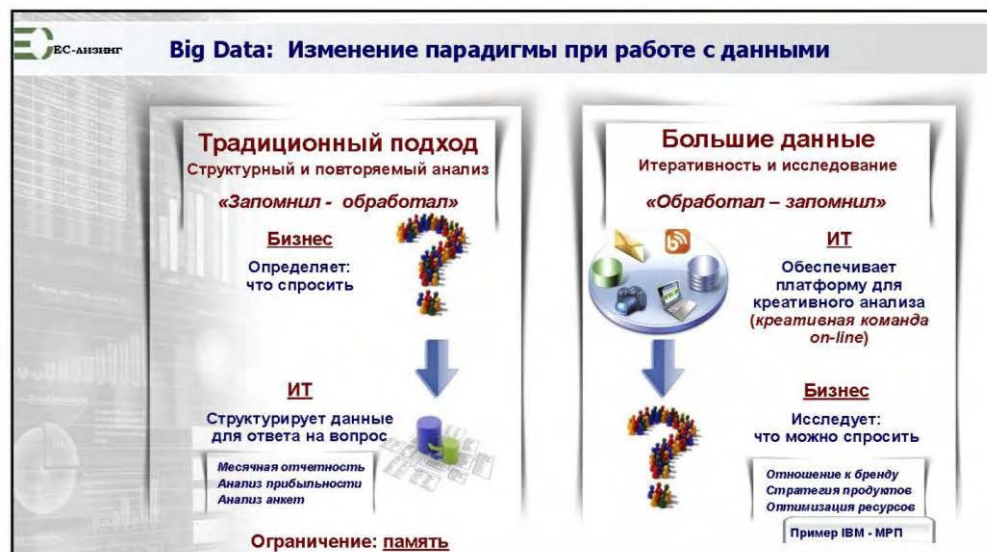 ЕС-лизинг
Big Data: Изменение парадигмы при работе с данными
Традиционный подход
Структурный и повторяемый анализ
«Запомнил - обработал»
Бизнес
Определяет:
что спросить
ИТ
Структурирует данные
для ответа на вопрос
Месячная отчетность
Анализ прибыльности
Анализ анкет
Ограничение: память
Большие данные
Итеративность и исследование
«Обработал – запомнил»
ИТ
Обеспечивает
платформу для
креативного анализа
(креативная команда
on-line)
Бизнес
Исследует:
что можно спросить
Отношение к бренду
Стратегия продуктов
Оптимизация ресурсов
Пример IBM - МРП